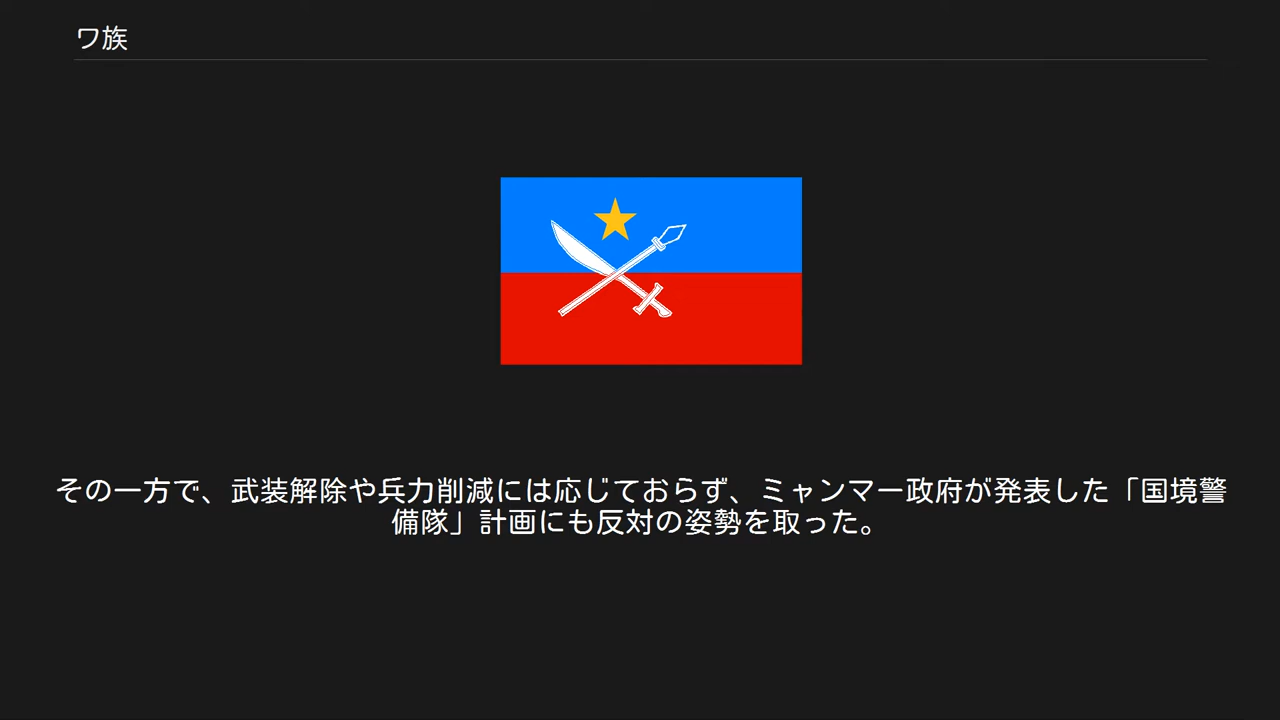 ワ族
その一方で、武装解除や兵力削減には応じておらず、ミャンマー政府が発表した「国境警
備隊」計画にも反対の姿勢を取った。